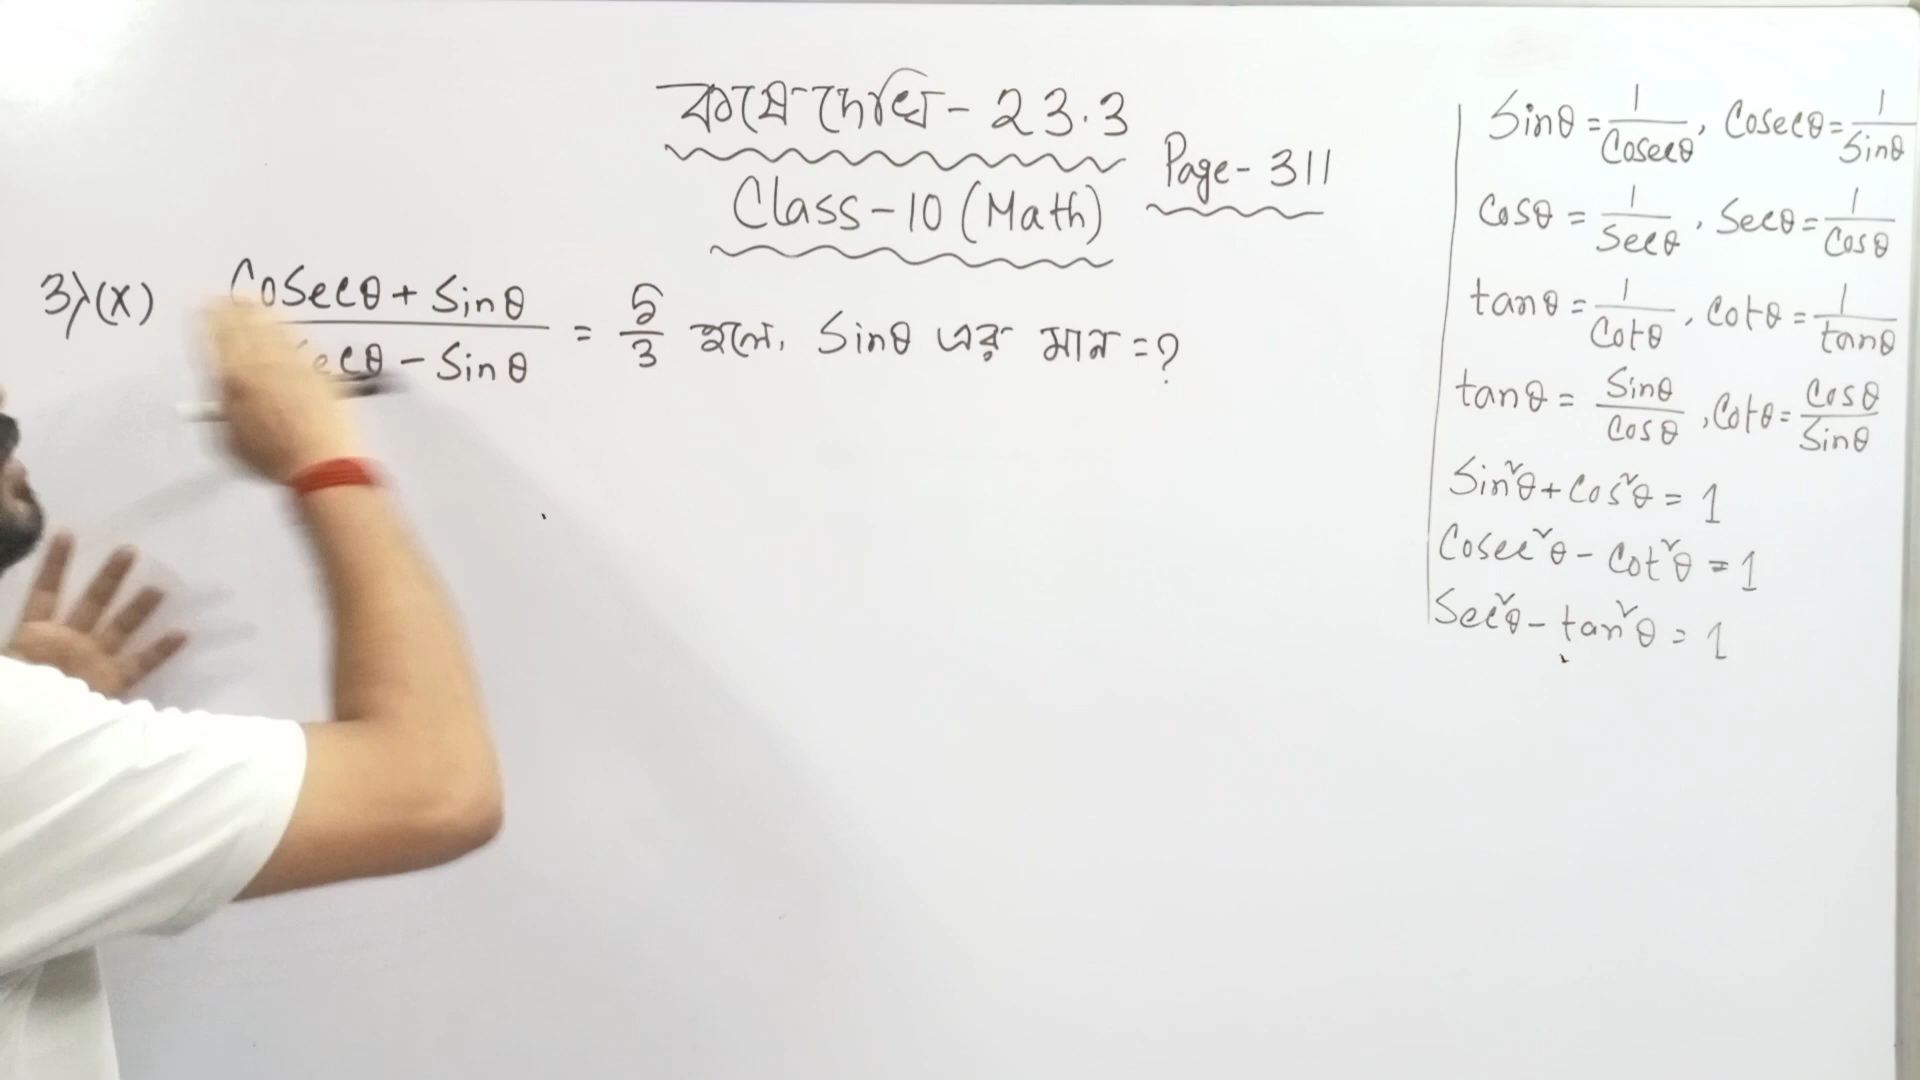 কষে দেখি - 23.3
Class-10 (Math)
Page-311
3>(x) Cosecθ + Sinθ
ecθ - Sinθ
= 5/3 হলে, Sinθ এর মান = ?
Sinθ = 1/Cosecθ, Cosecθ = 1/Sinθ
Cosθ = 1/Secθ, Secθ = 1/Cosθ
tanθ = 1/Cotθ, Cotθ = 1/tanθ
tanθ = Sinθ/Cosθ, Cotθ = Cosθ/Sinθ
Sin²θ + Cos²θ = 1
Cosec²θ - Cot²θ = 1
Sec²θ - tan²θ = 1